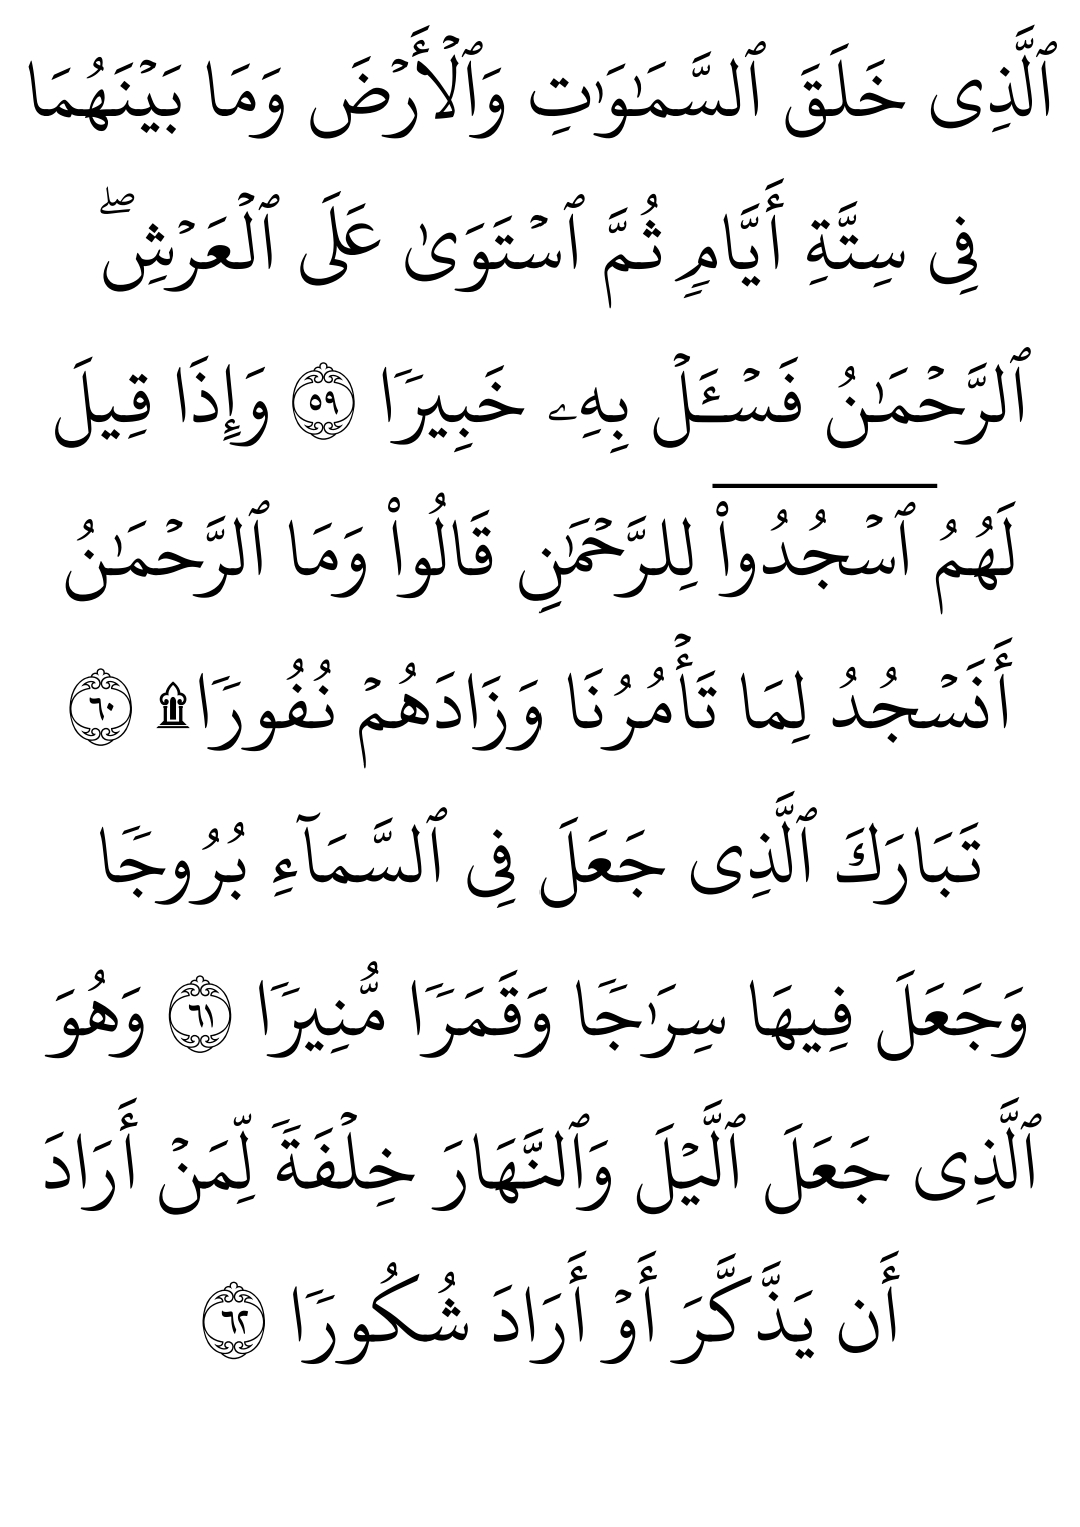 ٱلَّذِى خَلَقَ ٱلسَّمَـٰوَٰتِ وَٱلْأَرْضَ وَمَا بَيْنَهُمَا
فِى سِتَّةِ أَيَّامٍ ثُمَّ ٱسْتَوَىٰ عَلَى ٱلْعَرْشِ ۖ
ٱلرَّحْمَـٰنُ فَسْـَٔلْ بِهِۦ خَبِيرًا ۝٥٩ وَإِذَا قِيلَ
لَهُمُ ٱسْجُدُوا۟ لِلرَّحْمَـٰنِ قَالُوا۟ وَمَا ٱلرَّحْمَـٰنُ
أَنَسْجُدُ لِمَا تَأْمُرُنَا وَزَادَهُمْ نُفُورًا ۩ ۝٦٠
تَبَارَكَ ٱلَّذِى جَعَلَ فِى ٱلسَّمَآءِ بُرُوجًا
وَجَعَلَ فِيهَا سِرَٰجًا وَقَمَرًا مُّنِيرًا ۝٦١ وَهُوَ
ٱلَّذِى جَعَلَ ٱلَّيْلَ وَٱلنَّهَارَ خِلْفَةً لِّمَنْ أَرَادَ
أَن يَذَّكَّرَ أَوْ أَرَادَ شُكُورًا ۝٦٢